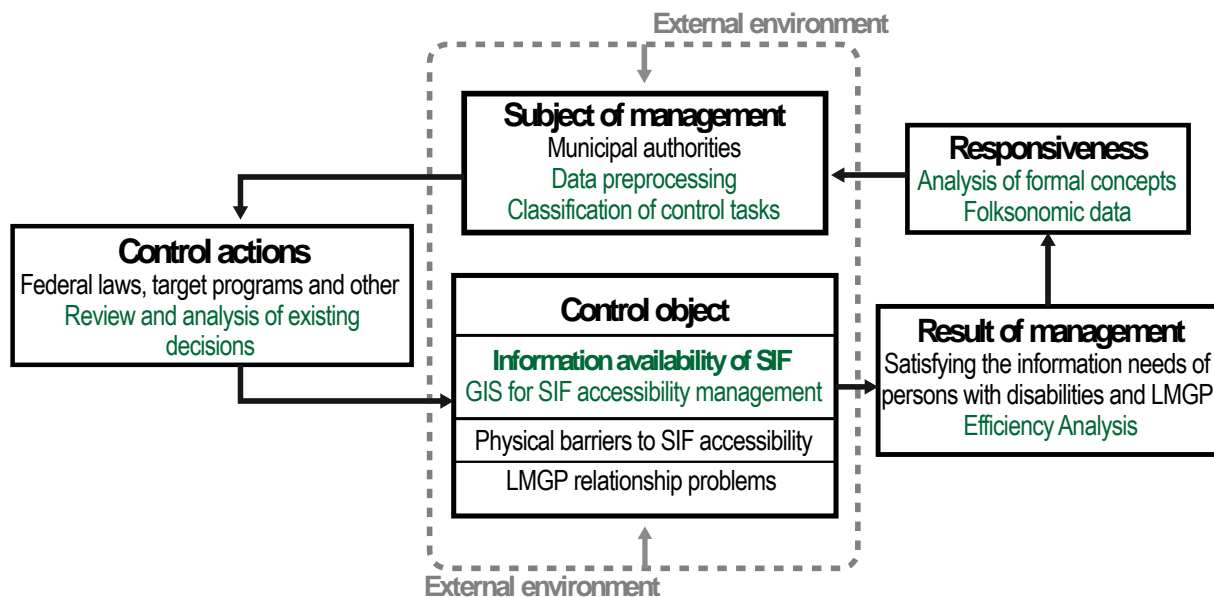 External environment
Subject of management
Municipal authorities
Data preprocessing
Classification of control tasks
Responsiveness
Analysis of formal concepts
Folksonomic data
Control actions
Federal laws, target programs and other
Review and analysis of existing
decisions
Control object
Information availability of SIF
GIS for SIF accessibility management
Physical barriers to SIF accessibility
LMGP relationship problems
Result of management
Satisfying the information needs of
persons with disabilities and LMGP
Efficiency Analysis
External environment